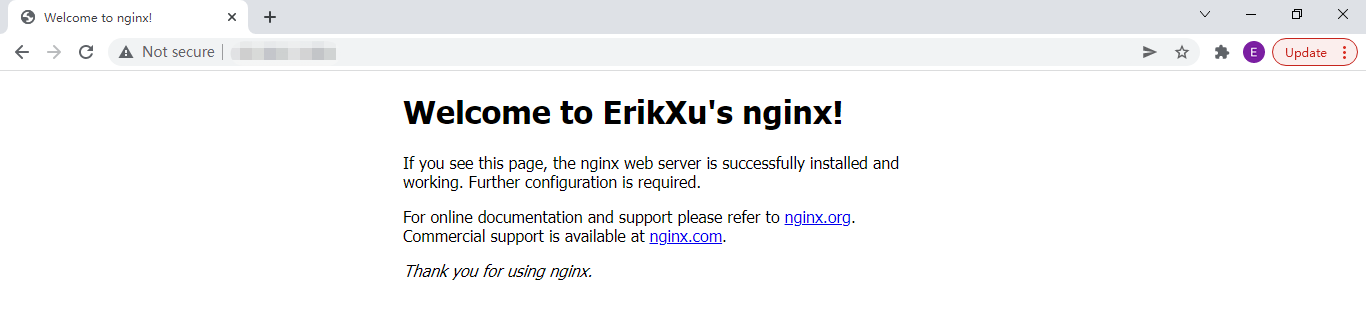 Welcome to nginx!
Not secure
E
Update
Welcome to ErikXu's nginx!
If you see this page, the nginx web server is successfully installed and
working. Further configuration is required.
For online documentation and support please refer to nginx.org.
Commercial support is available at nginx.com.
Thank you for using nginx.